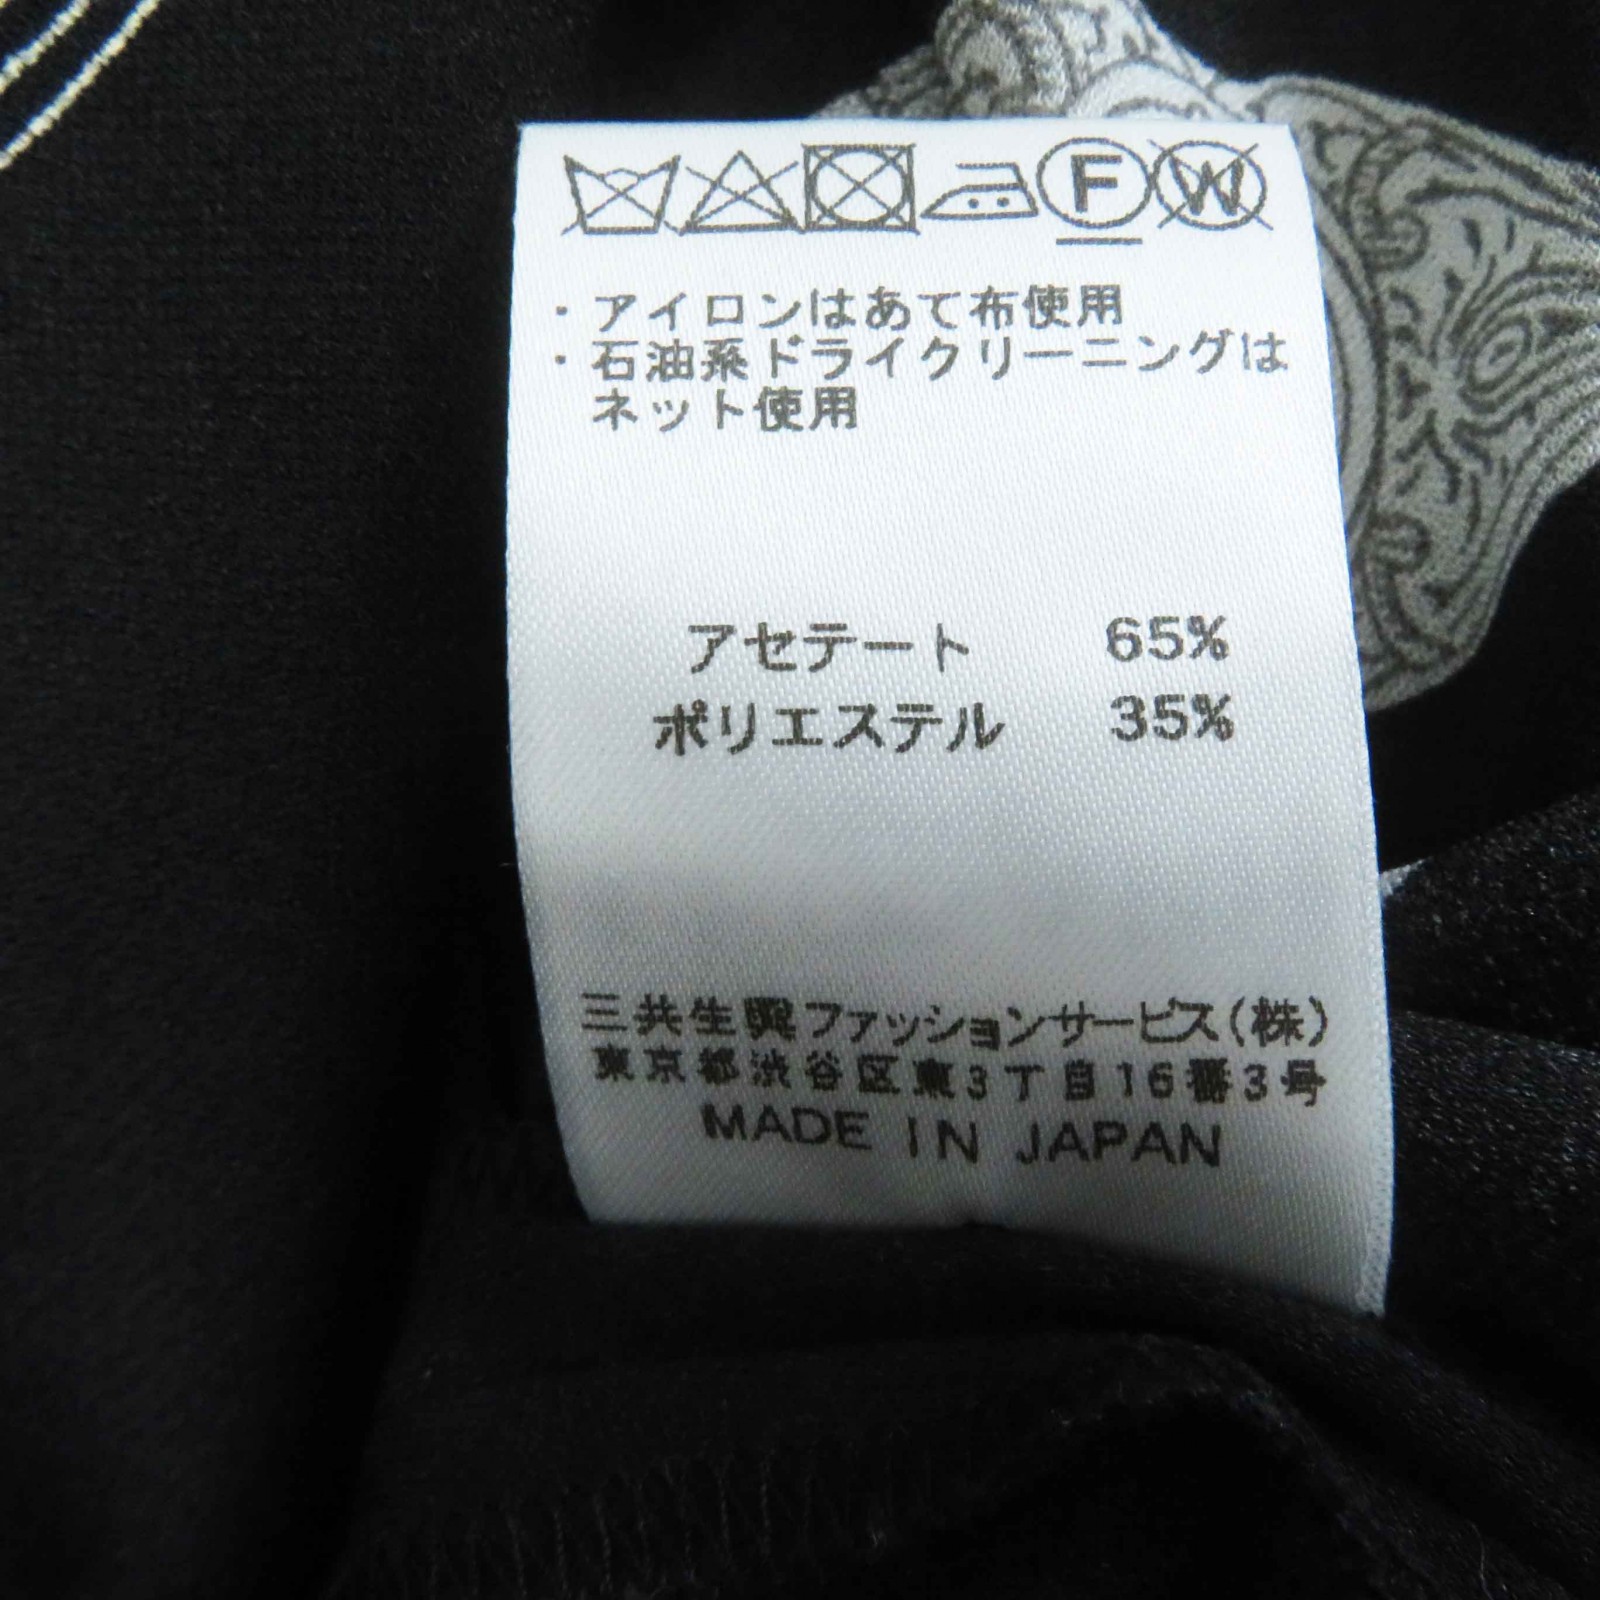 F W
・アイロンはあて布使用
・石油系ドライクリーニングは
ネット使用
アセテート 65%
ポリエステル 35%
三共生興ファッションサービス(株)
東京都渋谷区東3丁目16番3号
MADE IN JAPAN